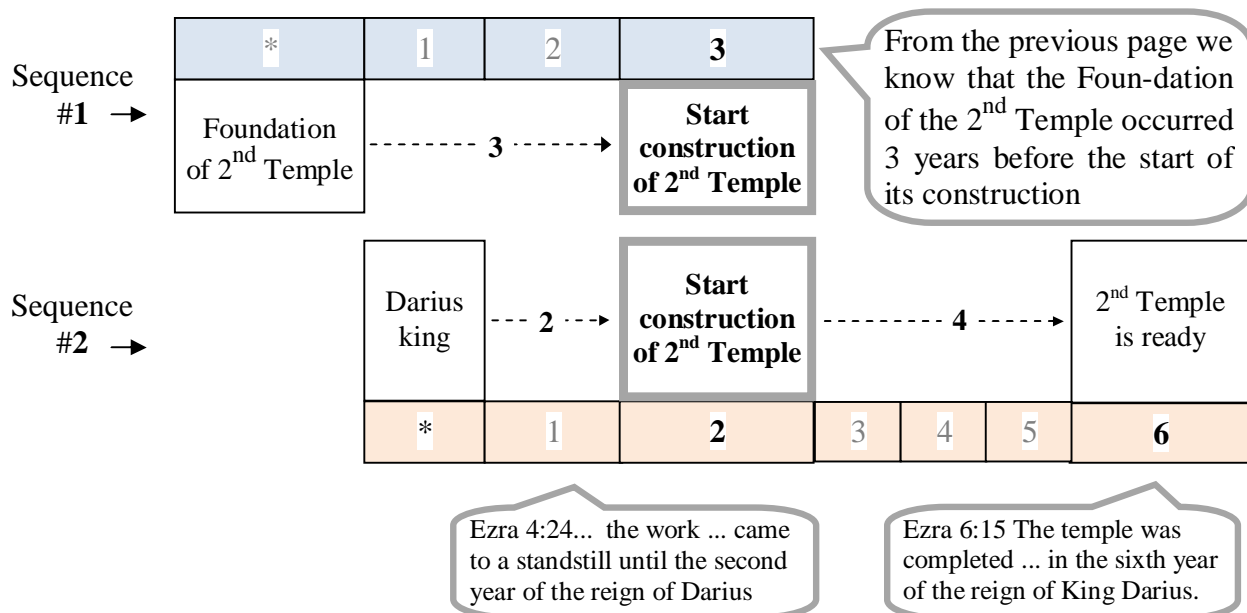 * 1 2 3
Sequence
#1 →
Foundation
of 2nd Temple
3
Start
construction
of 2nd Temple
From the previous page we
know that the Foun-dation
of the 2nd Temple occurred
3 years before the start of
its construction
Sequence
#2 →
Darius
king
2
Start
construction
of 2nd Temple
4
2nd Temple
is ready
* 1 2 3 4 5 6
Ezra 4:24... the work ... came
to a standstill until the second
year of the reign of Darius
Ezra 6:15 The temple was
completed ... in the sixth year
of the reign of King Darius.